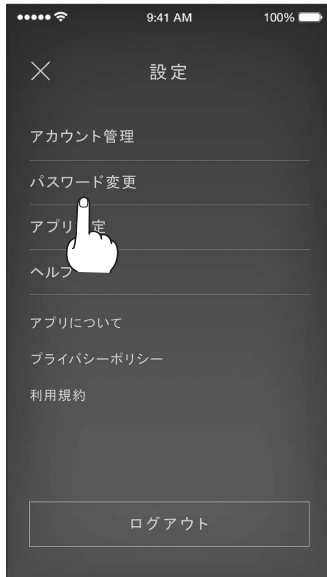 9:41 AM
100%
設定
アカウント管理
パスワード変更
アプリ 定
ヘルプ
アプリについて
プライバシーポリシー
利用規約
ログアウト